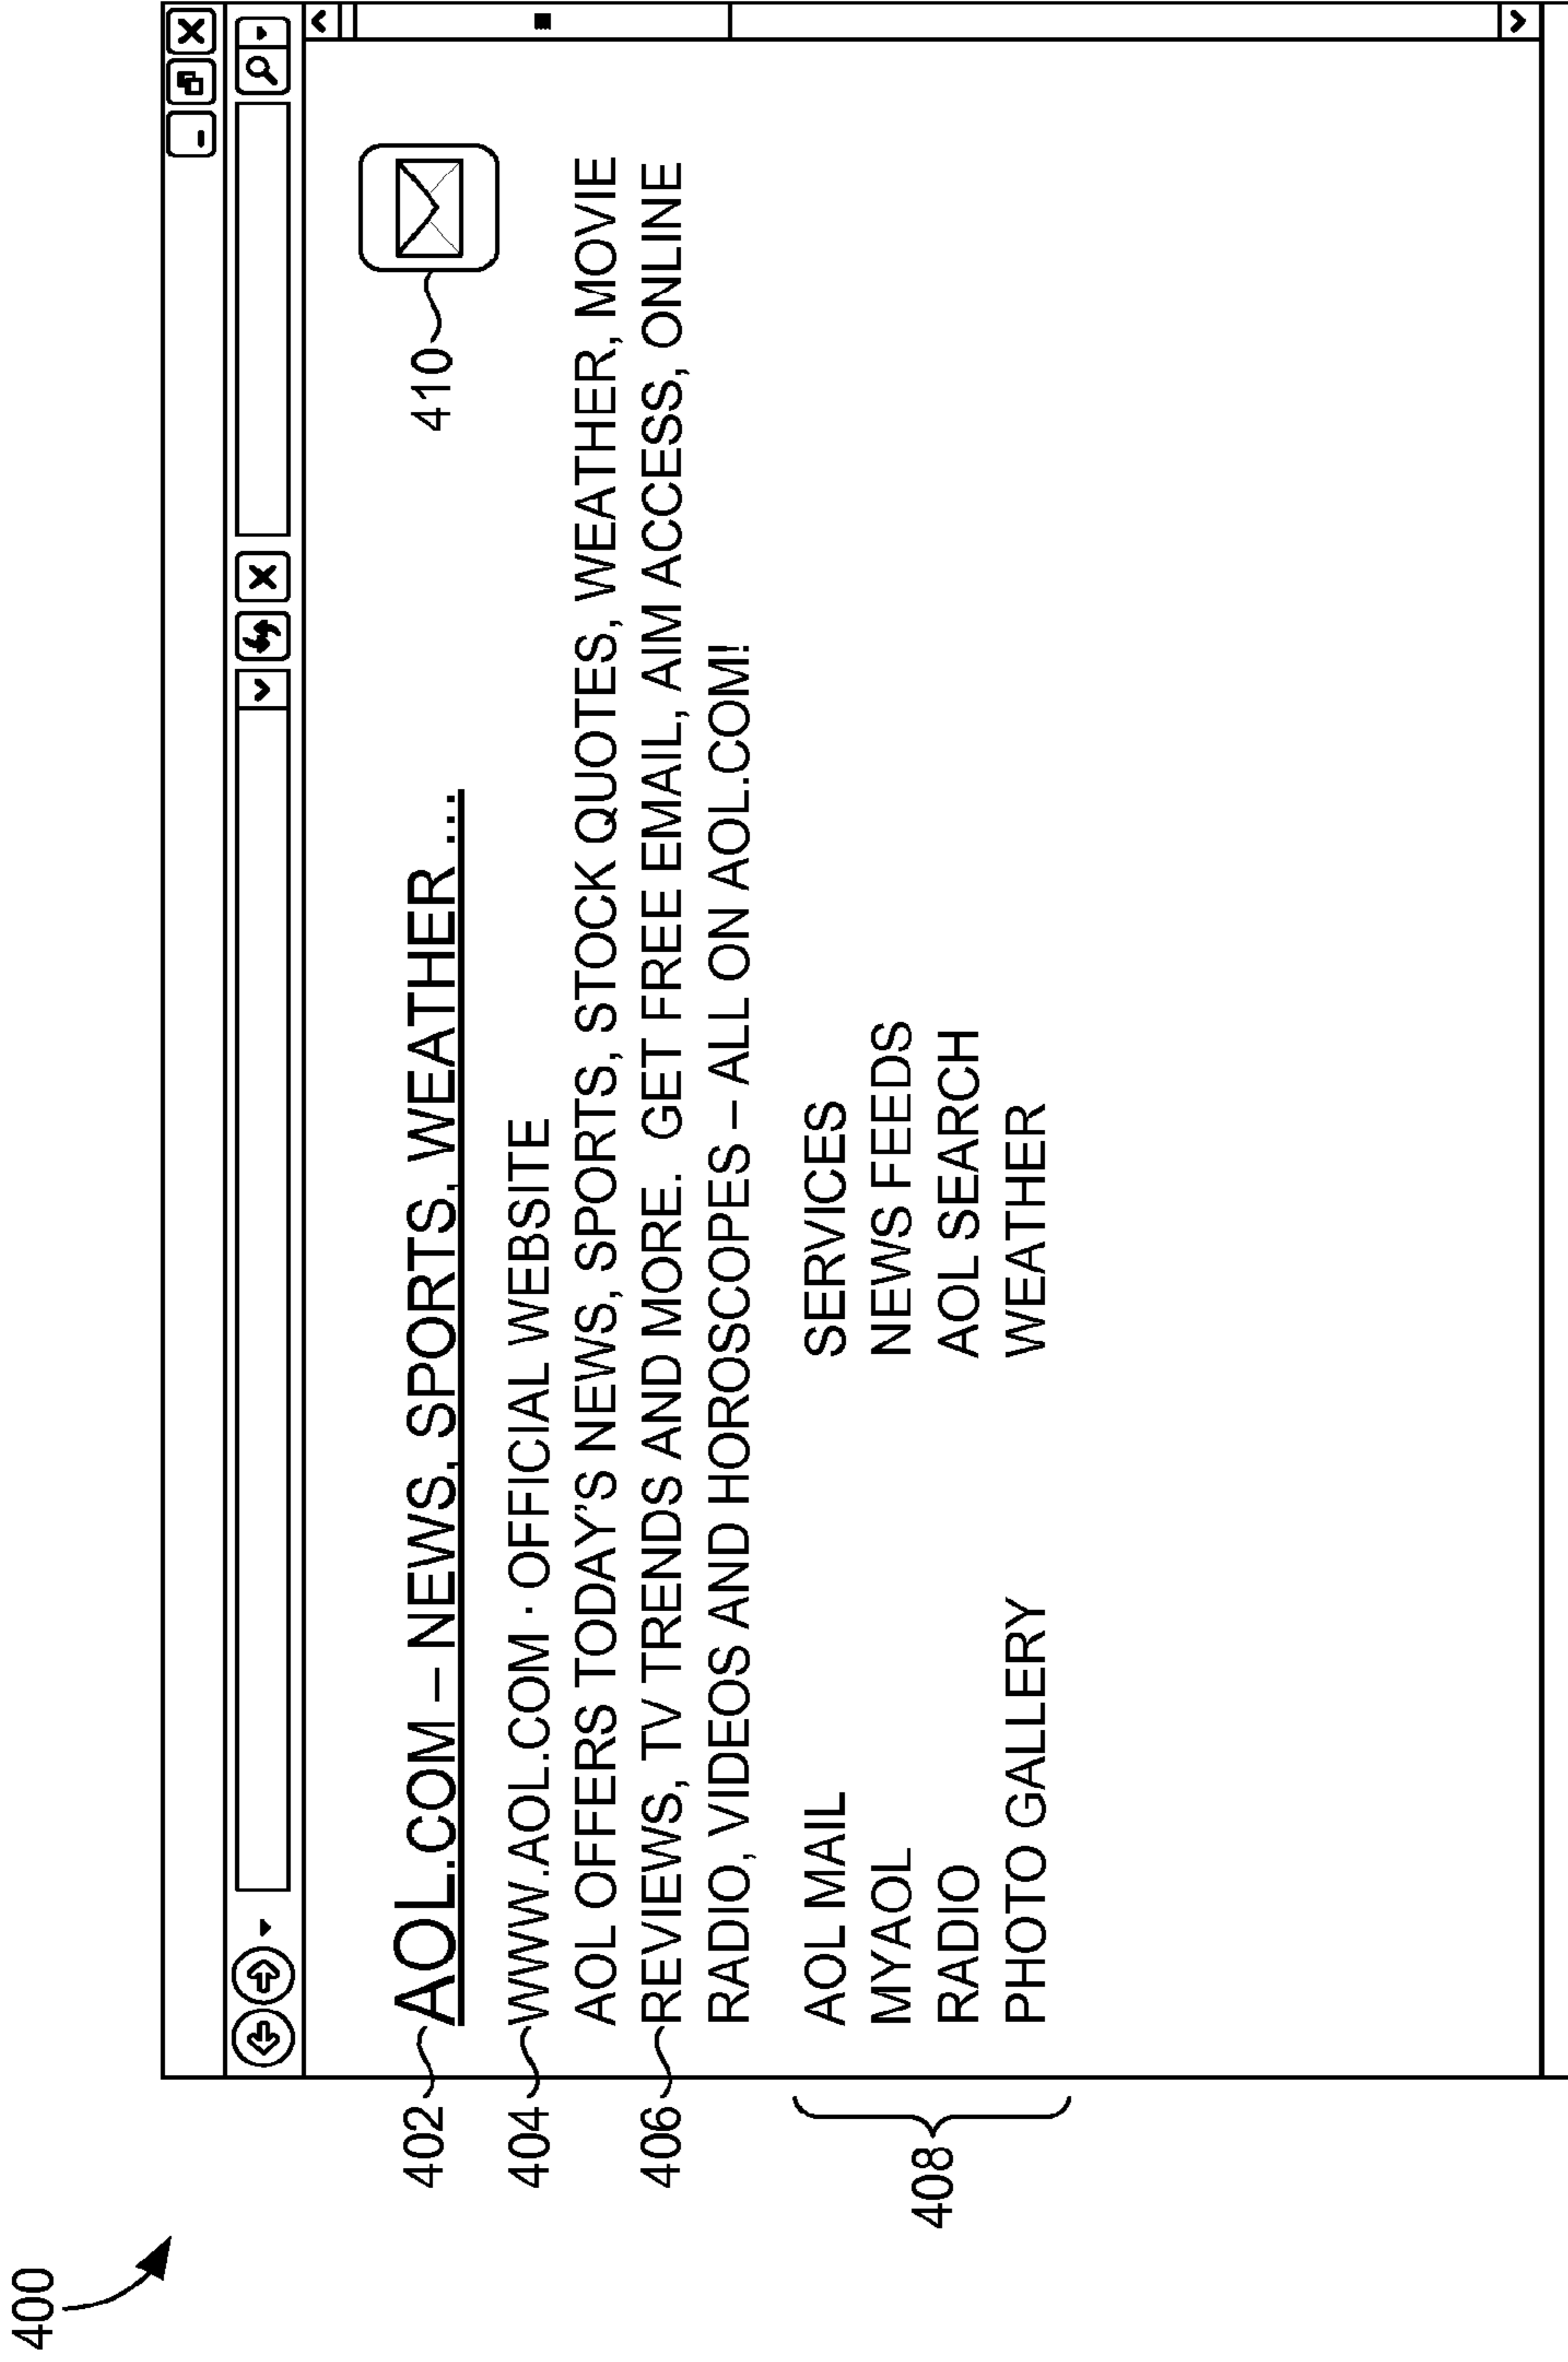 400
402
AOL.COM – NEWS, SPORTS, WEATHER ...
410
404
WWW.AOL.COM · OFFICIAL WEBSITE
AOL OFFERS TODAY’S NEWS, SPORTS, STOCK QUOTES, WEATHER, MOVIE
406
REVIEWS, TV TRENDS AND MORE. GET FREE EMAIL, AIM ACCESS, ONLINE
RADIO, VIDEOS AND HOROSCOPES – ALL ON AOL.COM!
408
AOL MAIL SERVICES
MYAOL NEWS FEEDS
RADIO AOL SEARCH
PHOTO GALLERY WEATHER